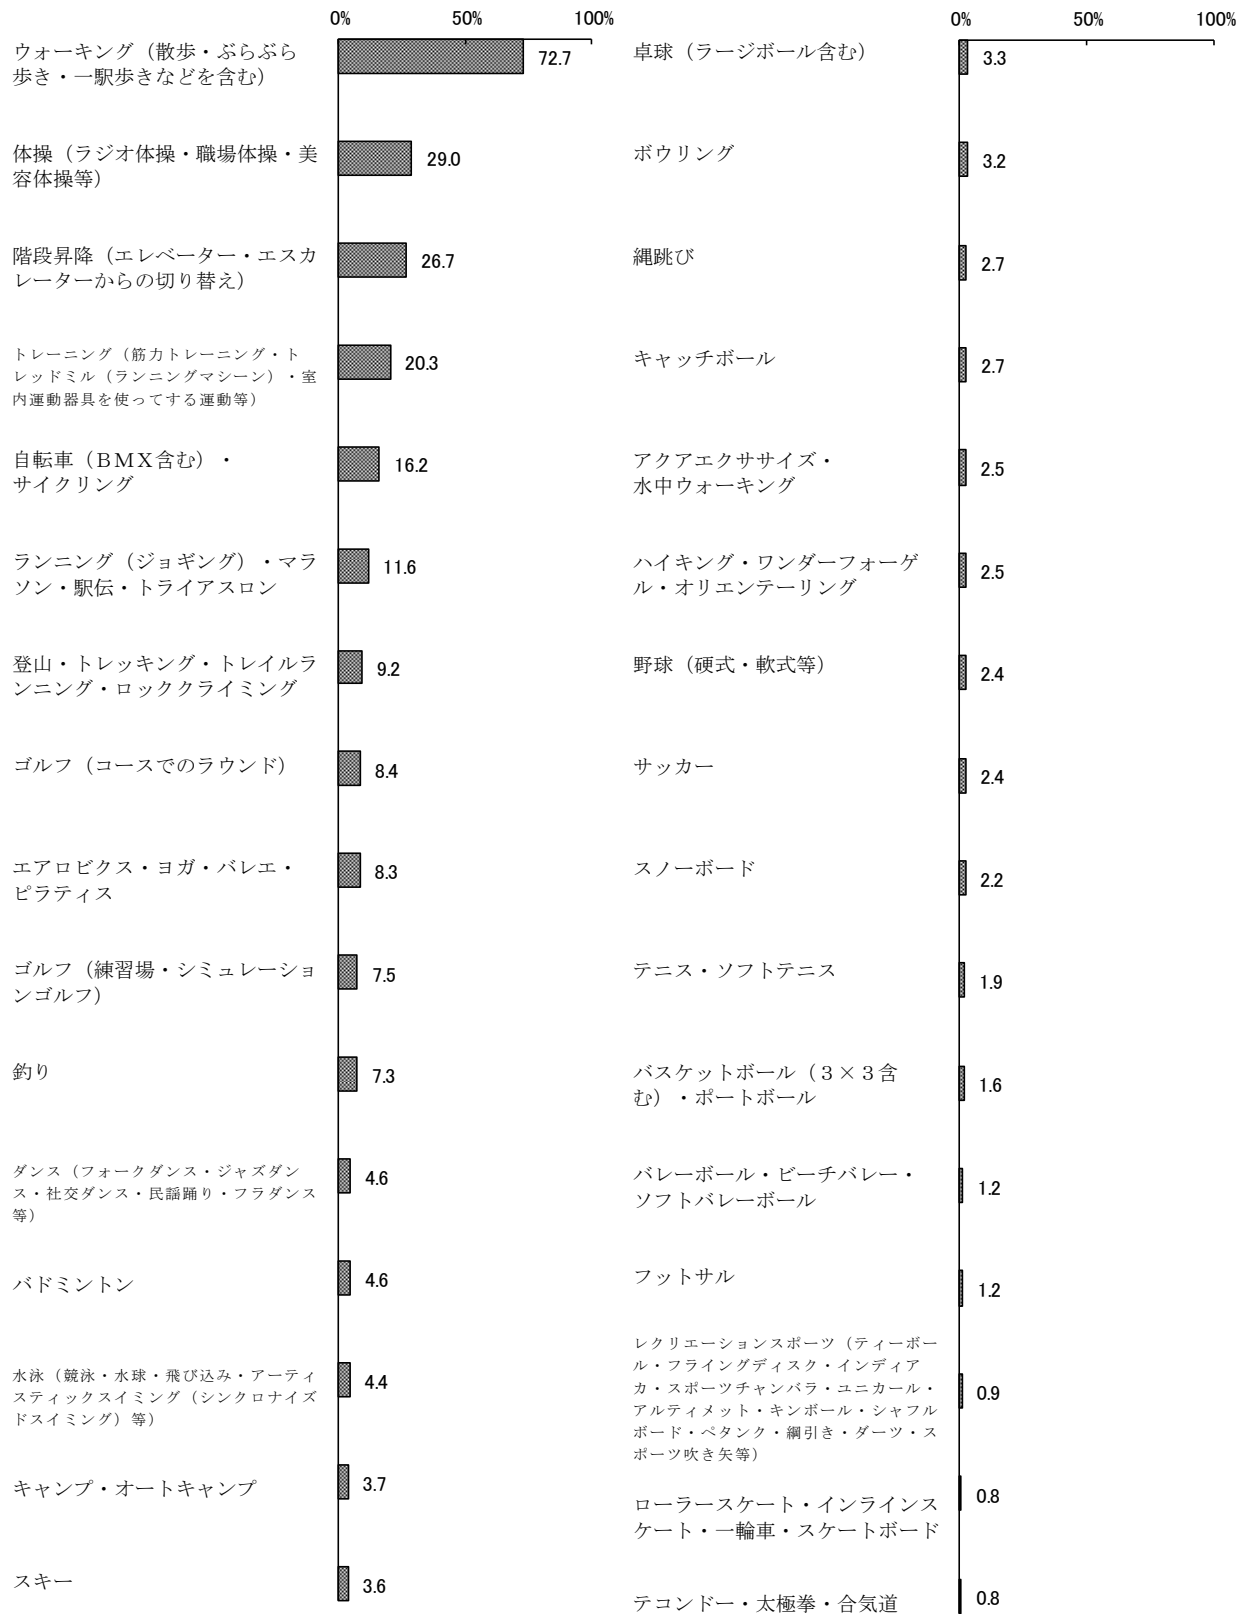 0%
50%
100%
ウォーキング（散歩・ぶらぶら
歩き・一駅歩きなどを含む）
72.7
体操（ラジオ体操・職場体操・美
容体操等）
29.0
階段昇降（エレベーター・エスカ
レーターからの切り替え）
26.7
トレーニング（筋力トレーニング・ト
レッドミル（ランニングマシーン）・室
内運動器具を使ってする運動等）
20.3
自転車（ＢＭＸ含む）・
サイクリング
16.2
ランニング（ジョギング）・マラ
ソン・駅伝・トライアスロン
11.6
登山・トレッキング・トレイルラ
ンニング・ロッククライミング
9.2
ゴルフ（コースでのラウンド）
8.4
エアロビクス・ヨガ・バレエ・
ピラティス
8.3
ゴルフ（練習場・シミュレーショ
ンゴルフ）
7.5
釣り
7.3
ダンス（フォークダンス・ジャズダン
ス・社交ダンス・民謡踊り・フラダンス
等）
4.6
バドミントン
4.6
水泳（競泳・水球・飛び込み・アーティ
スティックスイミング（シンクロナイズ
ドスイミング）等）
4.4
キャンプ・オートキャンプ
3.7
スキー
3.6
0%
50%
100%
卓球（ラージボール含む）
3.3
ボウリング
3.2
縄跳び
2.7
キャッチボール
2.7
アクアエクササイズ・
水中ウォーキング
2.5
ハイキング・ワンダーフォーゲ
ル・オリエンテーリング
2.5
野球（硬式・軟式等）
2.4
サッカー
2.4
スノーボード
2.2
テニス・ソフトテニス
1.9
バスケットボール（３×３含
む）・ポートボール
1.6
バレーボール・ビーチバレー・
ソフトバレーボール
1.2
フットサル
1.2
レクリエーションスポーツ（ティーボー
ル・フライングディスク・インディア
カ・スポーツチャンバラ・ユニカール・
アルティメット・キンボール・シャフル
ボード・ペタンク・綱引き・ダーツ・ス
ポーツ吹き矢等）
0.9
ローラースケート・インラインス
ケート・一輪車・スケートボード
0.8
テコンドー・太極拳・合気道
0.8